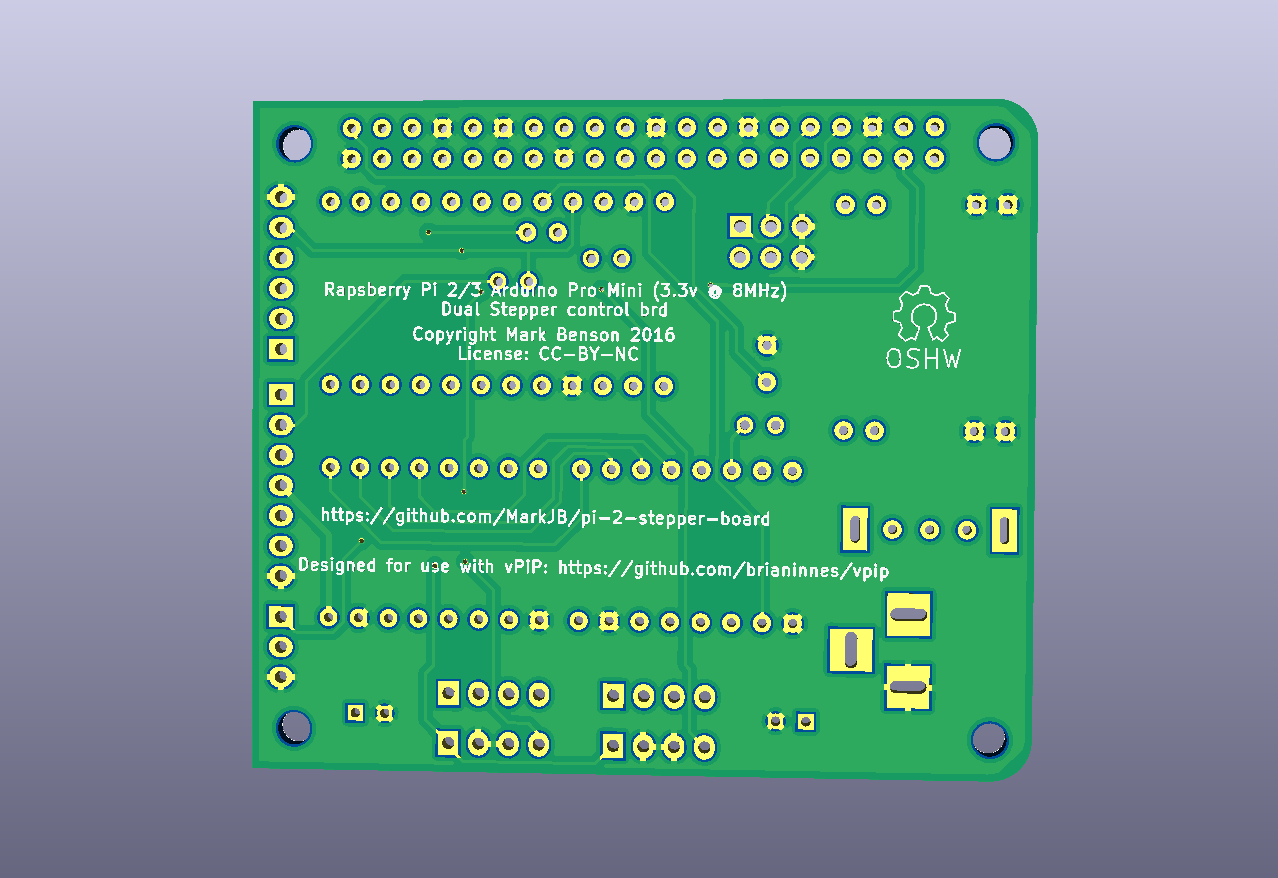 Rapsberry Pi 2/3 Arduino Pro Mini (3.3v @ 8MHz)
Dual Stepper control brd
Copyright Mark Benson 2016
License: CC-BY-NC
OSHW
https://github.com/MarkJB/pi-2-stepper-board
Designed for use with vPiP: https://github.com/brianinnes/vpip